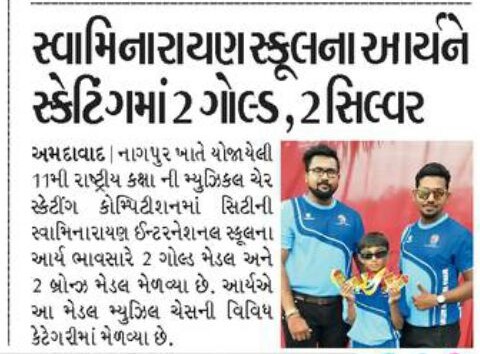 સ્વામિનારાયણ સ્કૂલના આર્યને
સ્કેટિંગમાં 2 ગોલ્ડ, 2 સિલ્વર
અમદાવાદ | નાગપુર ખાતે યોજાયેલી
11મી રાષ્ટ્રીય કક્ષા ની મ્યુઝિકલ ચેર
સ્કેટીંગ કોમ્પિટીશનમાં સિટીની
સ્વામિનારાયણ ઈન્ટરનેશનલ સ્કૂલના
આર્ય ભાવસારે 2 ગોલ્ડ મેડલ અને
2 બ્રોન્ઝ મેડલ મેળવ્યા છે. આર્યએ
આ મેડલ મ્યુઝિલ ચેસની વિવિધ
કેટેગરીમાં મેળવ્યા છે.